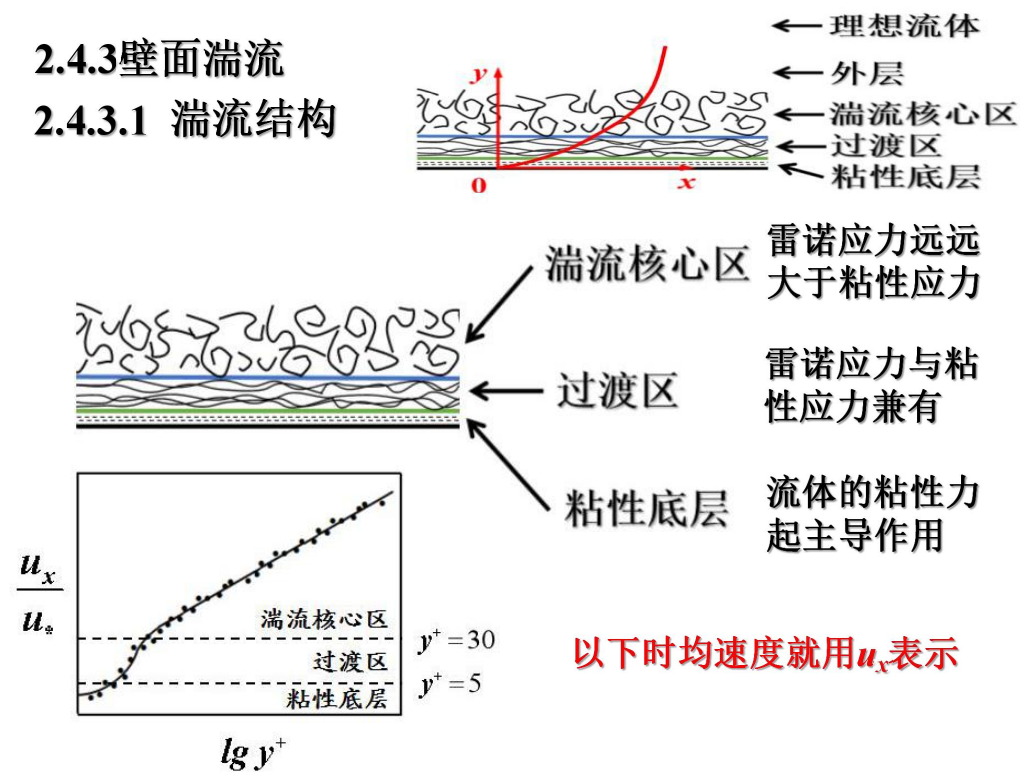 2.4.3壁面湍流
2.4.3.1 湍流结构
理想流体
外层
湍流核心区
过渡区
粘性底层
y
0
x
湍流核心区
雷诺应力远远
大于粘性应力
过渡区
雷诺应力与粘
性应力兼有
粘性底层
流体的粘性力
起主导作用
uₓ
u*
湍流核心区
过渡区
粘性底层
y⁺=30
y⁺=5
lg y⁺
以下时均速度就用uₓ表示